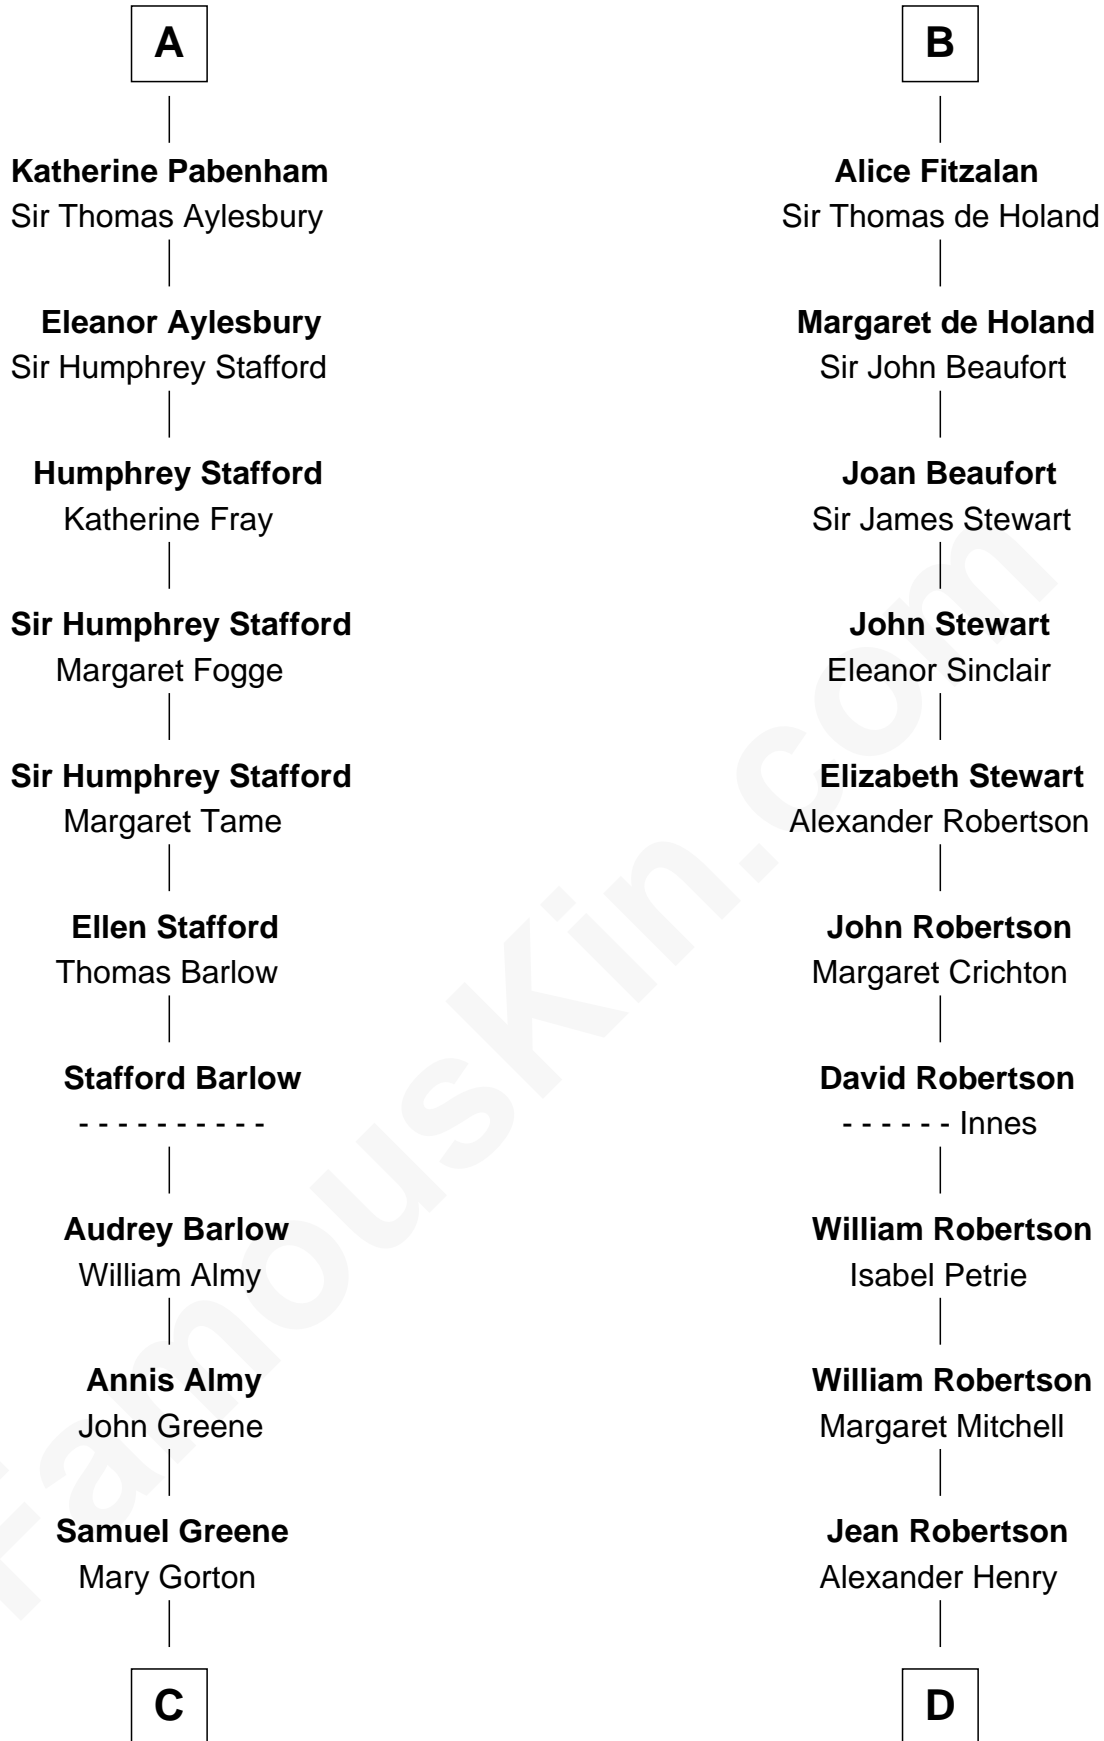 A
Katherine Pabenham
Sir Thomas Aylesbury
Eleanor Aylesbury
Sir Humphrey Stafford
Humphrey Stafford
Katherine Fray
Sir Humphrey Stafford
Margaret Fogge
Sir Humphrey Stafford
Margaret Tame
Ellen Stafford
Thomas Barlow
Stafford Barlow
- - - - - - - - - -
Audrey Barlow
William Almy
Annis Almy
John Greene
Samuel Greene
Mary Gorton
C
B
Alice Fitzalan
Sir Thomas de Holand
Margaret de Holand
Sir John Beaufort
Joan Beaufort
Sir James Stewart
John Stewart
Eleanor Sinclair
Elizabeth Stewart
Alexander Robertson
John Robertson
Margaret Crichton
David Robertson
- - - - - - Innes
William Robertson
Isabel Petrie
William Robertson
Margaret Mitchell
Jean Robertson
Alexander Henry
D
FamousKin.com